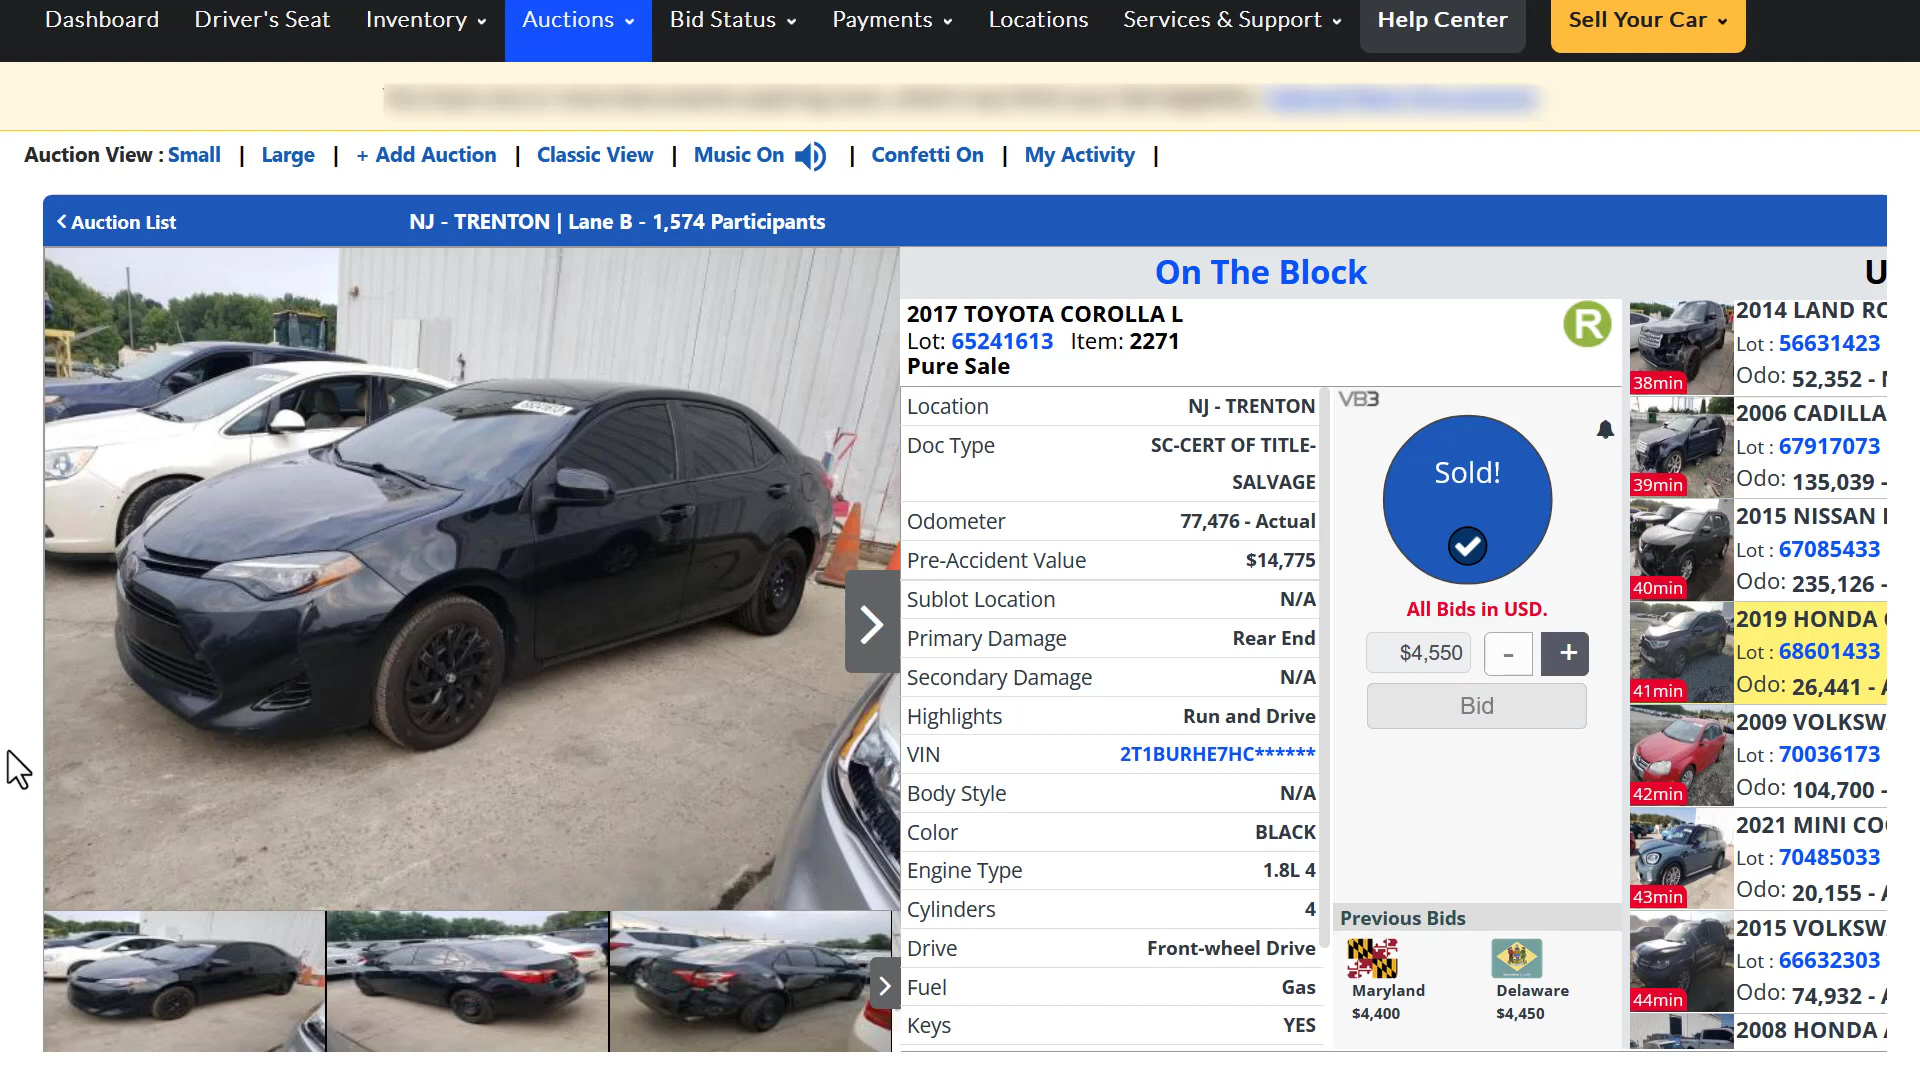 Dashboard Driver's Seat Inventory Auctions Bid Status Payments Locations Services & Support Help Center Sell Your Car
Auction View : Small | Large | + Add Auction | Classic View | Music On | Confetti On | My Activity |
Auction List
NJ - TRENTON | Lane B - 1,574 Participants
On The Block
2017 TOYOTA COROLLA L
Lot: 65241613 Item: 2271
Pure Sale
R
Location NJ - TRENTON
Doc Type SC-CERT OF TITLE-
SALVAGE
Odometer 77,476 - Actual
Pre-Accident Value $14,775
Sublot Location N/A
Primary Damage Rear End
Secondary Damage N/A
Highlights Run and Drive
VIN 2T1BURHE7HC******
Body Style N/A
Color BLACK
Engine Type 1.8L 4
Cylinders 4
Drive Front-wheel Drive
Fuel Gas
Keys YES
VB3
Sold!
All Bids in USD.
$4,550 - +
Bid
Previous Bids
Maryland
$4,400
Delaware
$4,450
U
2014 LAND RO
Lot : 56631423
Odo: 52,352 -
38min
2006 CADILLA
Lot : 67917073
Odo: 135,039 -
39min
2015 NISSAN
Lot : 67085433
Odo: 235,126 -
40min
2019 HONDA
Lot : 68601433
Odo: 26,441 - A
41min
2009 VOLKSW
Lot : 70036173
Odo: 104,700 -
42min
2021 MINI CO
Lot : 70485033
Odo: 20,155 - A
43min
2015 VOLKSW
Lot : 66632303
Odo: 74,932 - A
44min
2008 HONDA A